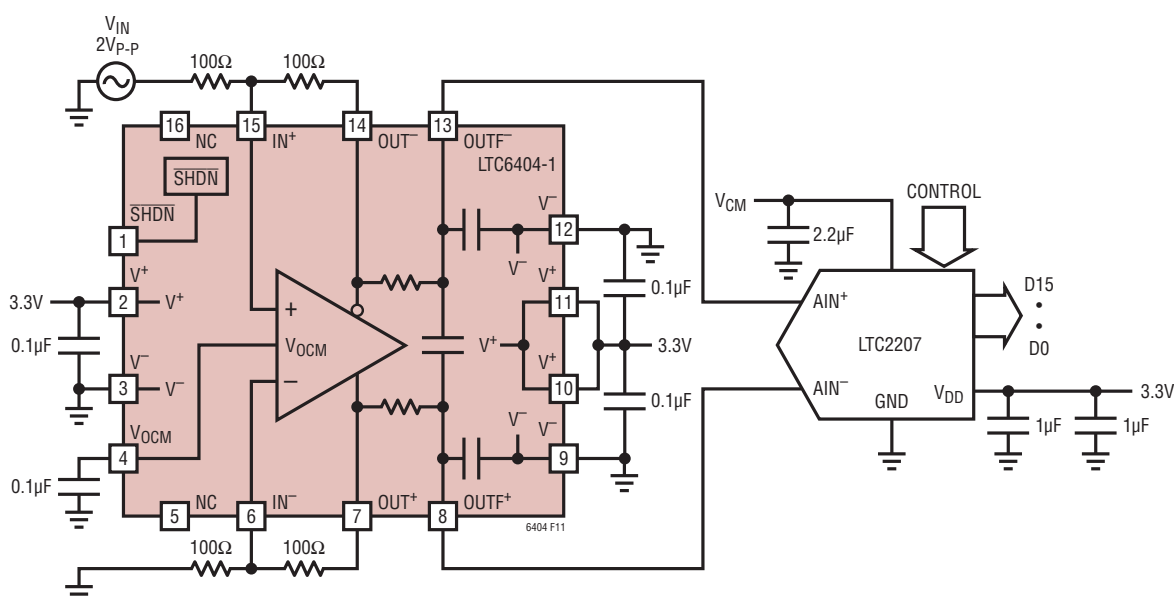 V_IN
2V_P-P
100Ω 100Ω
16 15 14 13
NC IN+ OUT− OUTF−
LTC6404-1
SHDN
SHDN
1
V− 12
V−
V+
3.3V 2 V+
0.1µF
V−
3 V−
+
V_OCM
−
V+ 11
V+
V+
10
0.1µF
3.3V
0.1µF
V_OCM
4
0.1µF
V−
V−
9
NC IN− OUT+ OUTF+
5 6 7 8
6404 F11
100Ω 100Ω
V_CM
2.2µF
CONTROL
AIN+
LTC2207
AIN−
GND
V_DD
D15
•
•
D0
3.3V
1µF 1µF